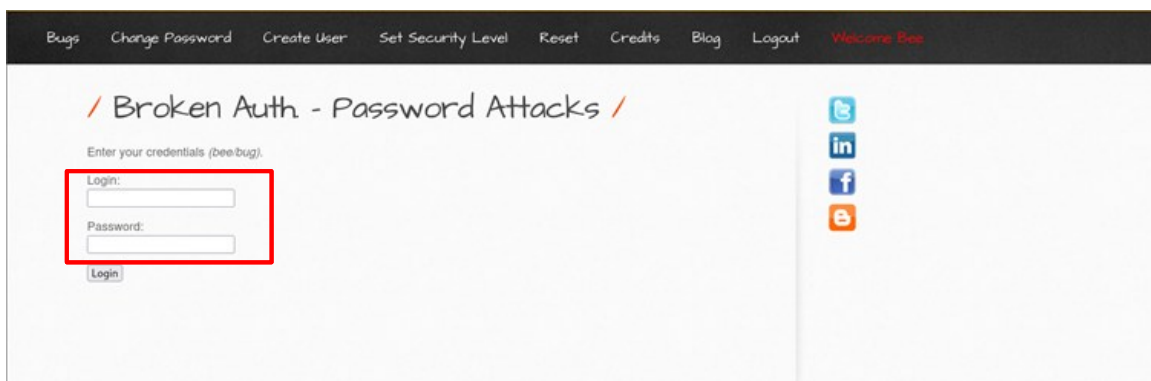 Bugs Change Password Create User Set Security Level Reset Credits Blog Logout Welcome Bee
/ Broken Auth. - Password Attacks /
Enter your credentials (bee/bug).
Login:
Password:
Login